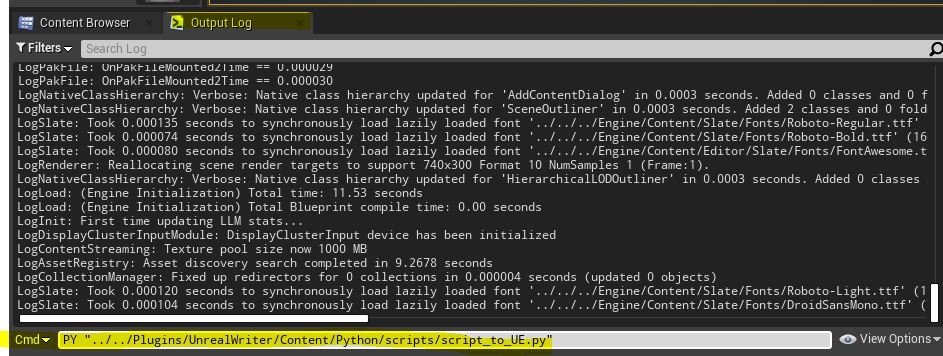 Content Browser × Output Log ×
Filters Search Log
LogPakFile: OnPakFileMounted2Time == 0.000029
LogPakFile: OnPakFileMounted2Time == 0.000030
LogNativeClassHierarchy: Verbose: Native class hierarchy updated for 'AddContentDialog' in 0.0003 seconds. Added 0 classes and 0 f
LogNativeClassHierarchy: Verbose: Native class hierarchy updated for 'SceneOutliner' in 0.0003 seconds. Added 2 classes and 0 fold
LogSlate: Took 0.000135 seconds to synchronously load lazily loaded font '../../../Engine/Content/Slate/Fonts/Roboto-Regular.ttf'
LogSlate: Took 0.000074 seconds to synchronously load lazily loaded font '../../../Engine/Content/Slate/Fonts/Roboto-Bold.ttf' (16
LogSlate: Took 0.000080 seconds to synchronously load lazily loaded font '../../../Engine/Content/Editor/Slate/Fonts/FontAwesome.t
LogRenderer: Reallocating scene render targets to support 740x300 Format 10 NumSamples 1 (Frame:1).
LogNativeClassHierarchy: Verbose: Native class hierarchy updated for 'HierarchicalLODOutliner' in 0.0003 seconds. Added 0 classes
LogLoad: (Engine Initialization) Total time: 11.53 seconds
LogLoad: (Engine Initialization) Total Blueprint compile time: 0.00 seconds
LogInit: First time updating LLM stats...
LogDisplayClusterInputModule: DisplayClusterInput device has been initialized
LogContentStreaming: Texture pool size now 1000 MB
LogAssetRegistry: Asset discovery search completed in 9.2678 seconds
LogCollectionManager: Fixed up redirectors for 0 collections in 0.000004 seconds (updated 0 objects)
LogSlate: Took 0.000120 seconds to synchronously load lazily loaded font '../../../Engine/Content/Slate/Fonts/Roboto-Light.ttf' (1
LogSlate: Took 0.000104 seconds to synchronously load lazily loaded font '../../../Engine/Content/Slate/Fonts/DroidSansMono.ttf' (
Cmd PY "../../Plugins/UnrealWriter/Content/Python/scripts/script_to_UE.py" View Options